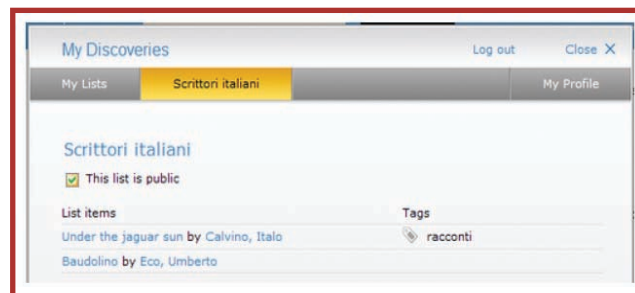 My Discoveries Log out Close X
My Lists Scrittori italiani My Profile
Scrittori italiani
This list is public
List items Tags
Under the jaguar sun by Calvino, Italo racconti
Baudolino by Eco, Umberto